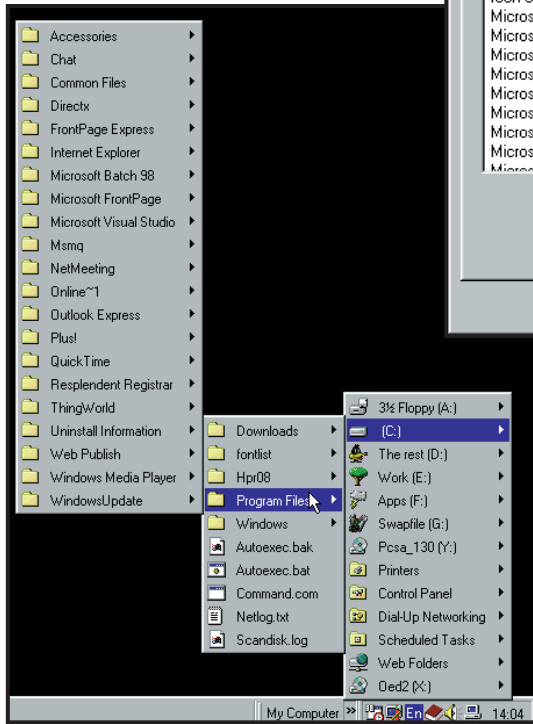 Micros
Micros
Micros
Micros
Micros
Micros
Micros
Micros
Accessories
Chat
Common Files
Directx
FrontPage Express
Internet Explorer
Microsoft Batch 98
Microsoft FrontPage
Microsoft Visual Studio
Msmq
NetMeeting
Online~1
Outlook Express
Plus!
QuickTime
Resplendent Registrar
ThingWorld
Uninstall Information
Web Publish
Windows Media Player
WindowsUpdate
Downloads
fontlist
Hpr08
Program Files
Windows
Autoexec.bak
Autoexec.bat
Command.com
Netlog.txt
Scandisk.log
3½ Floppy (A:)
(C:)
The rest (D:)
Work (E:)
Apps (F:)
Swapfile (G:)
Pcsa_130 (Y:)
Printers
Control Panel
Dial-Up Networking
Scheduled Tasks
Web Folders
Oed2 (X:)
My Computer » En 14:04